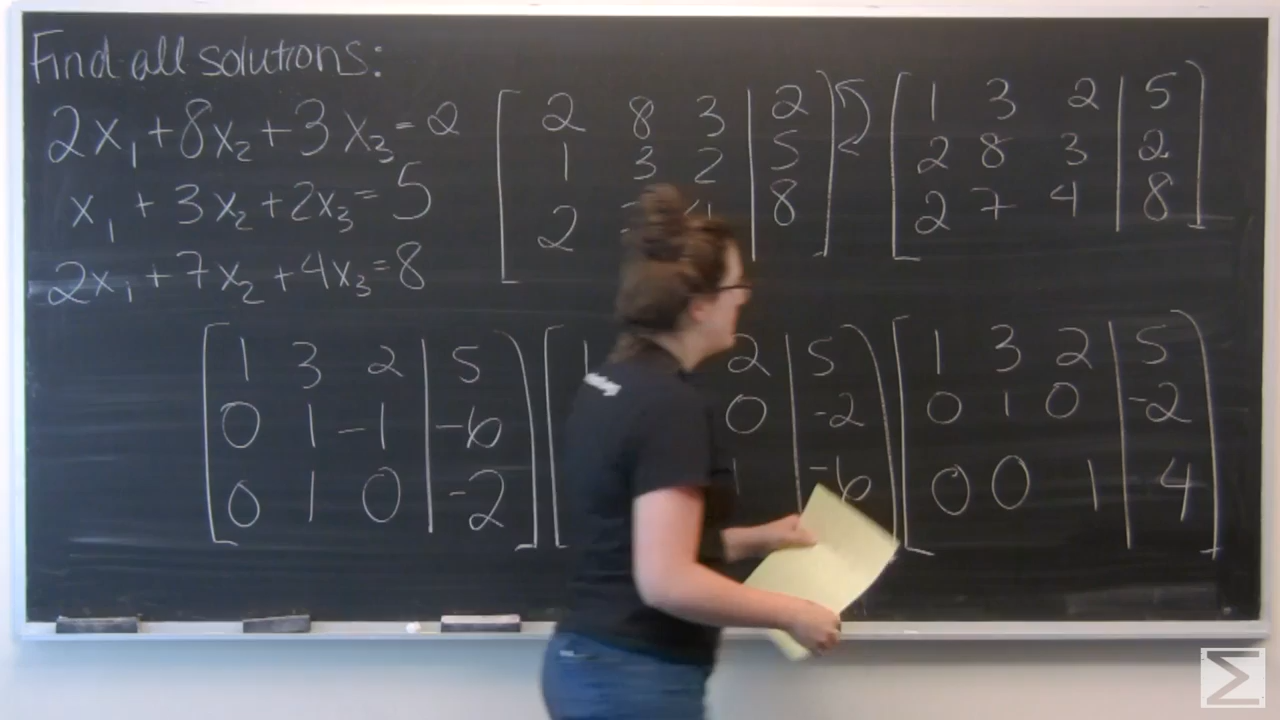 Find all solutions:
2x₁ + 8x₂ + 3x₃ = 2
x₁ + 3x₂ + 2x₃ = 5
2x₁ + 7x₂ + 4x₃ = 8
2 8 3 | 2
1 3 2 | 5
2 | 8
1 3 2 | 5
2 8 3 | 2
2 7 4 | 8
1 3 2 | 5
0 1 -1 | -6
0 1 0 | -2
2 | 5
0 | -2
| -6
1 3 2 | 5
0 1 0 | -2
0 0 1 | 4
Σ